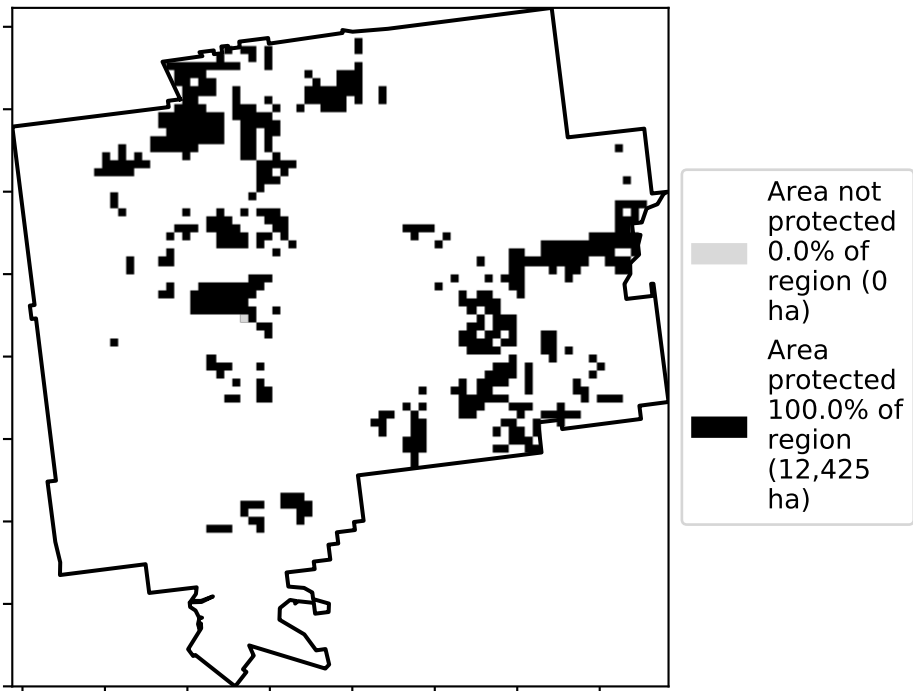 Area not
protected
0.0% of
region (0
ha)
Area
protected
100.0% of
region
(12,425
ha)